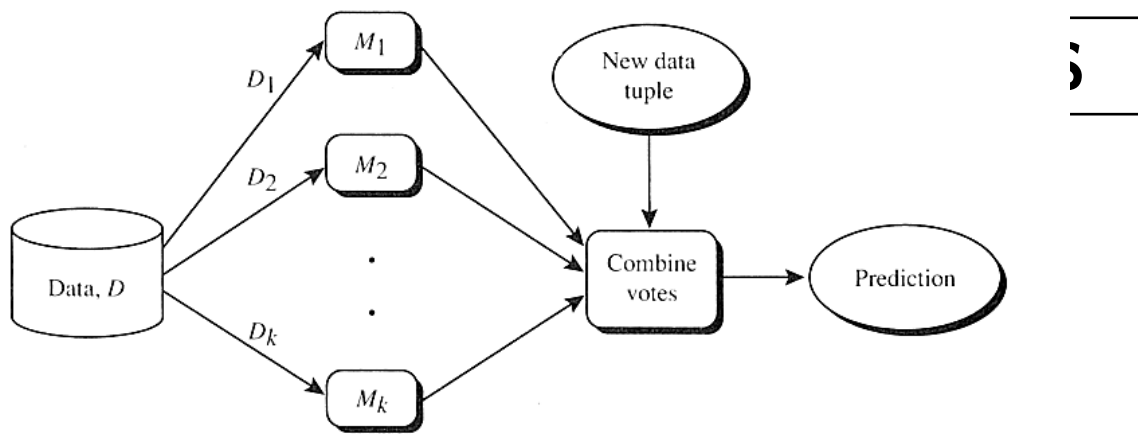 M1
New data
tuple
D1
M2
D2
Data, D
Combine
votes
Prediction
Dk
Mk